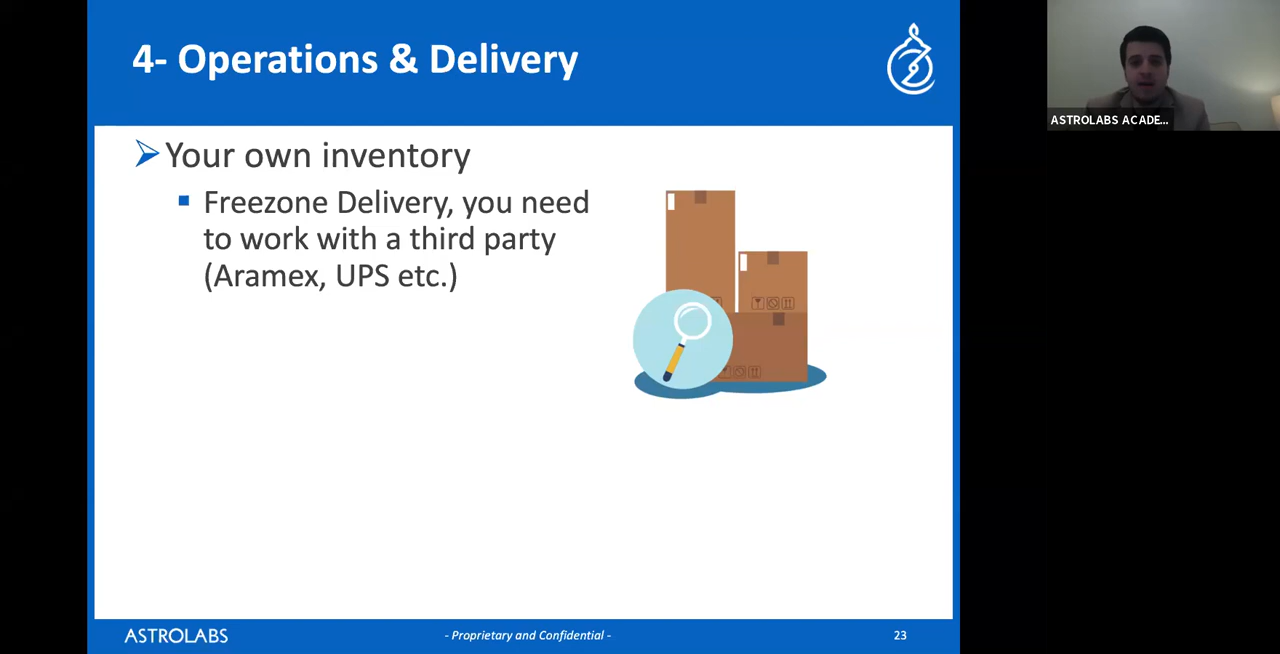 4- Operations & Delivery
ASTROLABS ACADE...
Your own inventory
Freezone Delivery, you need
to work with a third party
(Aramex, UPS etc.)
ASTROLABS
- Proprietary and Confidential -
23